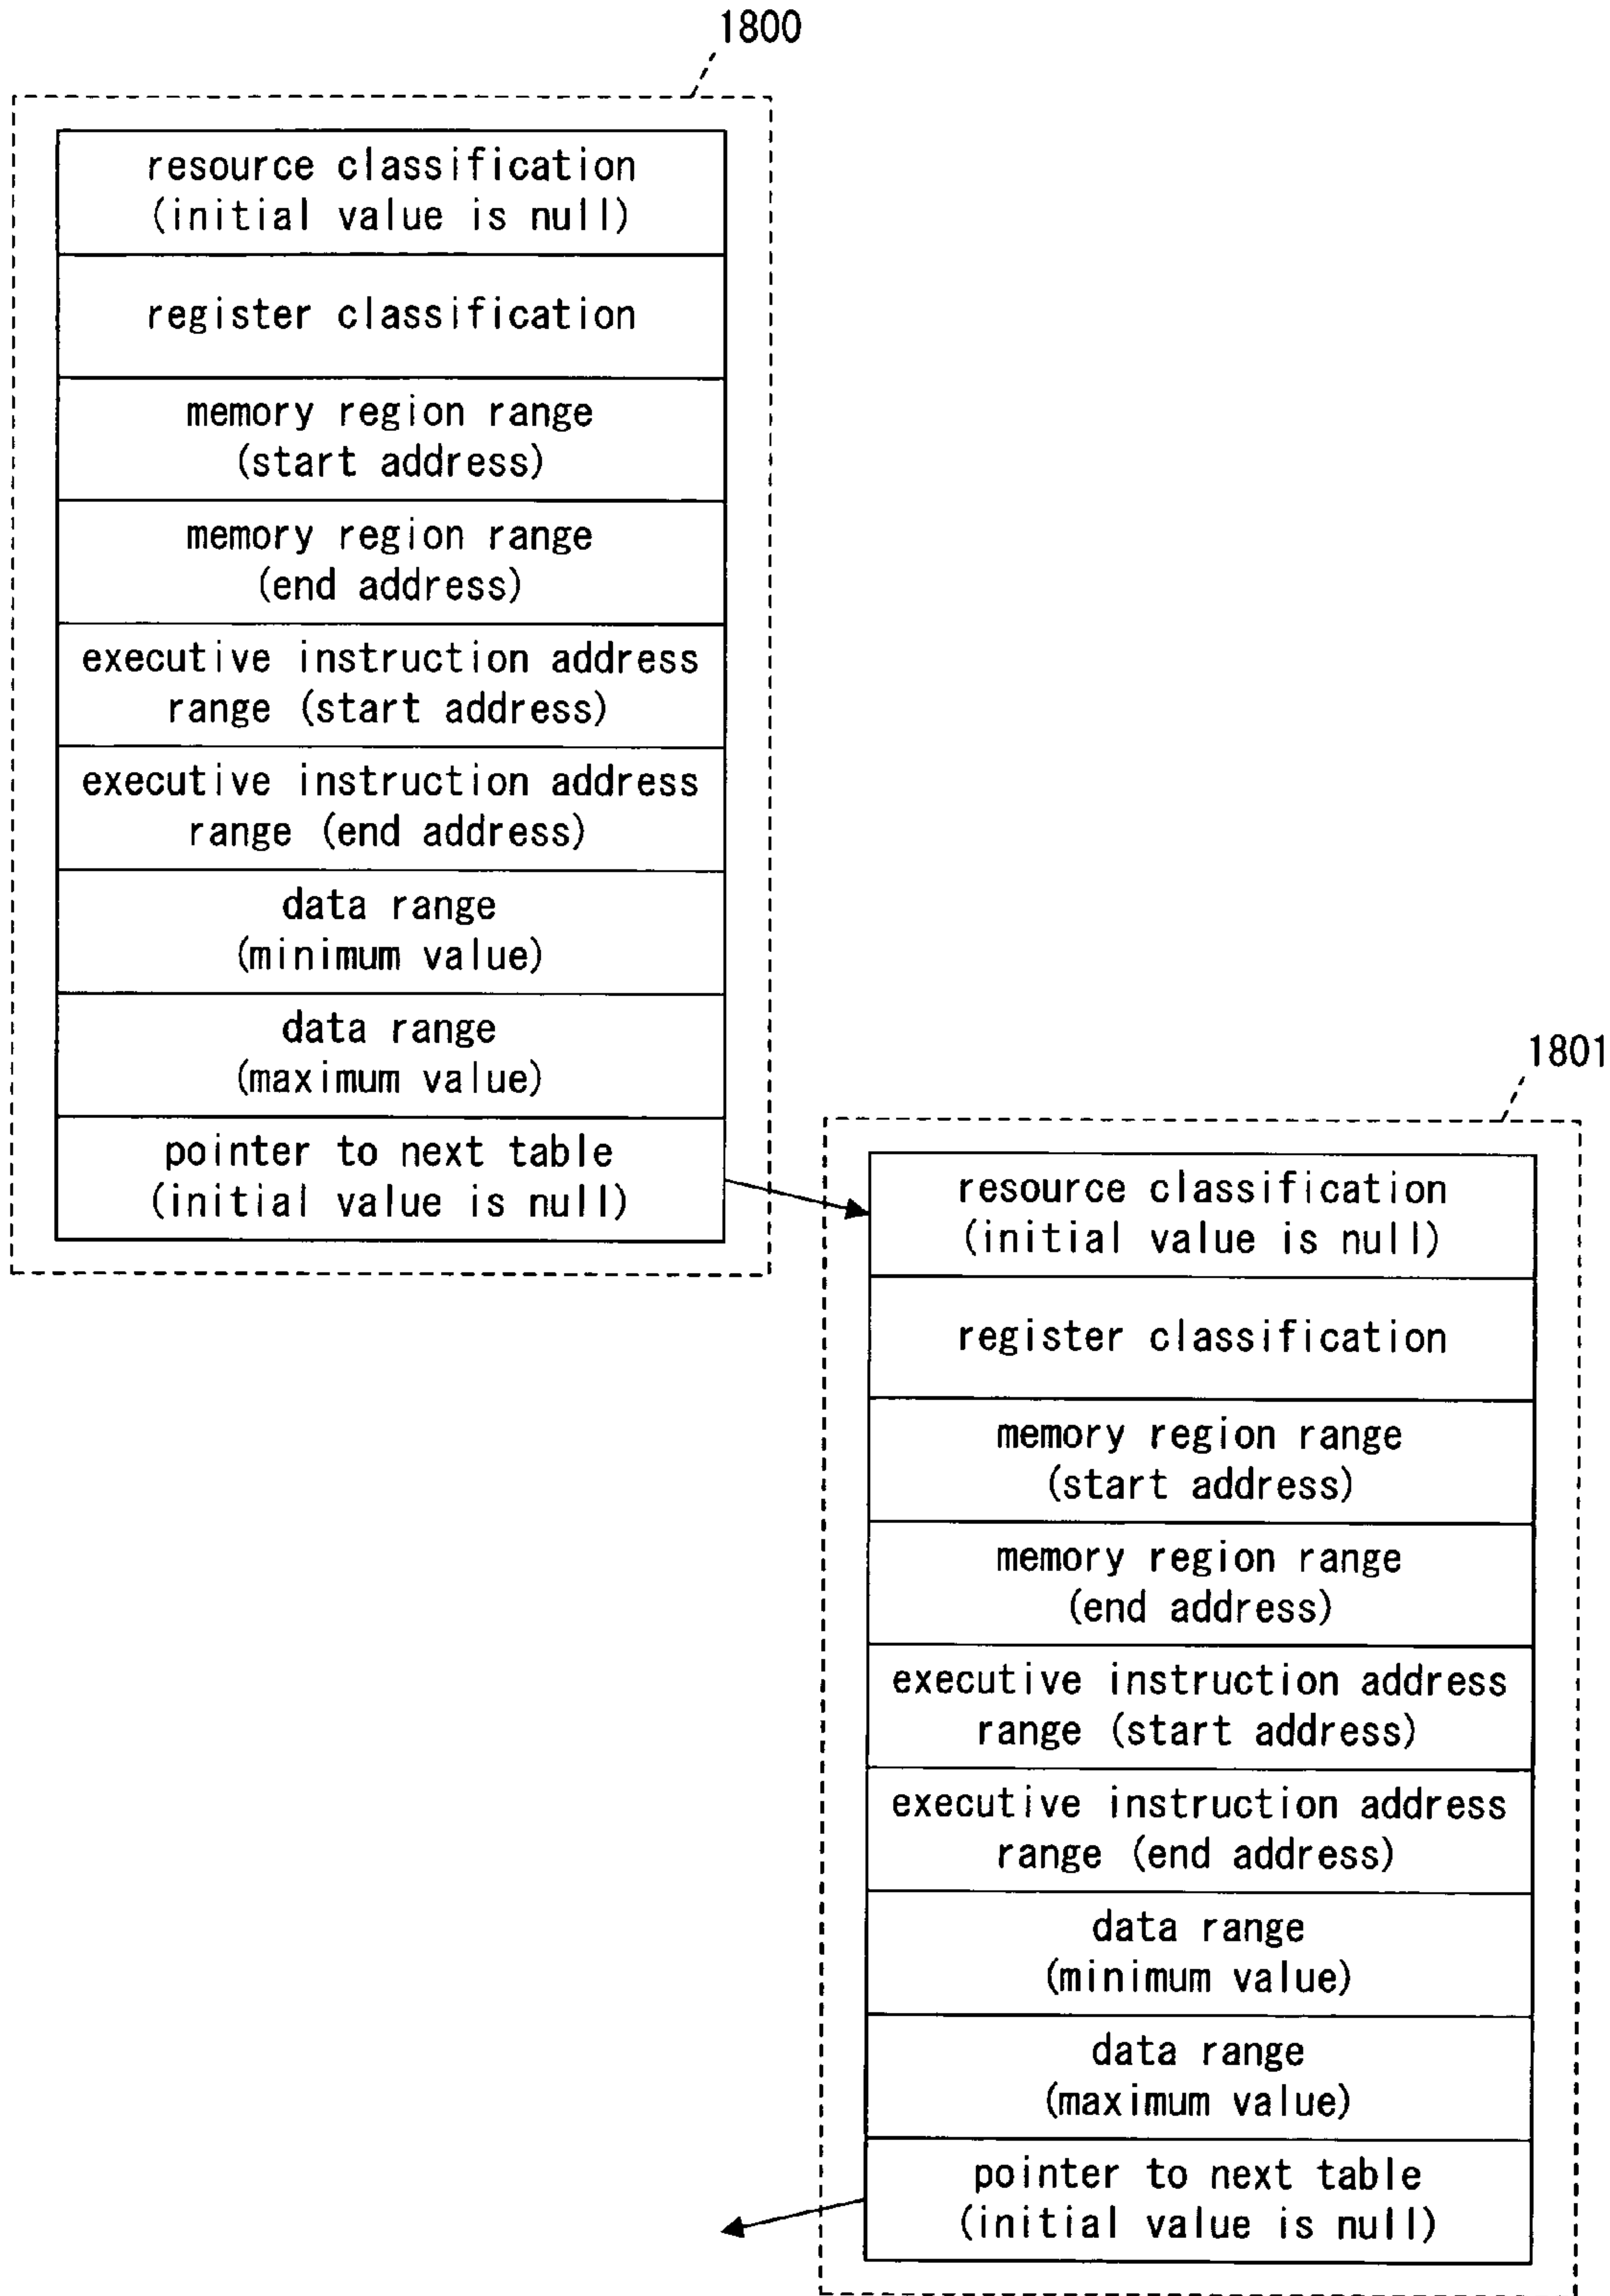 1800
resource classification
(initial value is null)
register classification
memory region range
(start address)
memory region range
(end address)
executive instruction address
range (start address)
executive instruction address
range (end address)
data range
(minimum value)
data range
(maximum value)
pointer to next table
(initial value is null)
1801
resource classification
(initial value is null)
register classification
memory region range
(start address)
memory region range
(end address)
executive instruction address
range (start address)
executive instruction address
range (end address)
data range
(minimum value)
data range
(maximum value)
pointer to next table
(initial value is null)